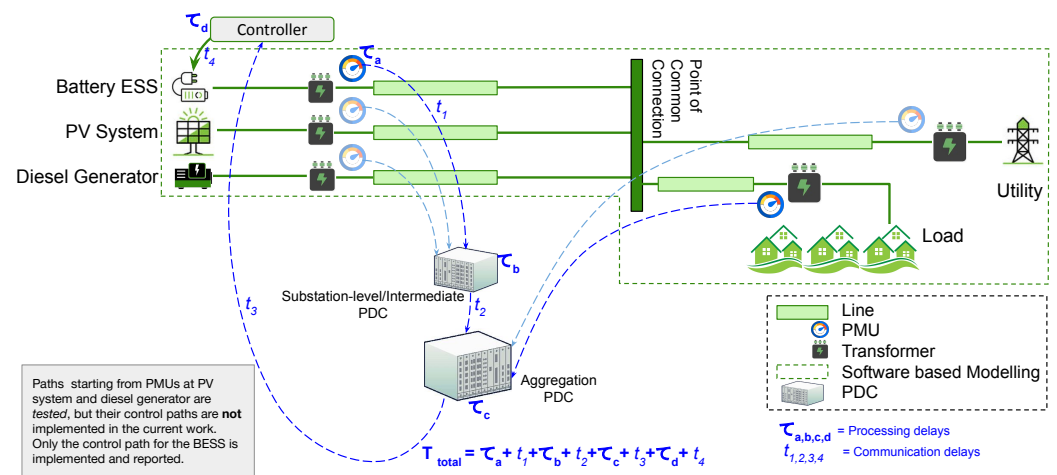 τd
Controller
t4
τa
Battery ESS
t1
Point of
Common
Connection
PV System
Diesel Generator
Utility
Load
τb
Substation-level/Intermediate
PDC
t2
t3
Aggregation
PDC
τc
Line
PMU
Transformer
Software based Modelling
PDC
Paths starting from PMUs at PV
system and diesel generator are
tested, but their control paths are not
implemented in the current work.
Only the control path for the BESS is
implemented and reported.
T total = τa+ t1+τb+ t2+τc+ t3+τd+ t4
τa,b,c,d = Processing delays
t1,2,3,4 = Communication delays